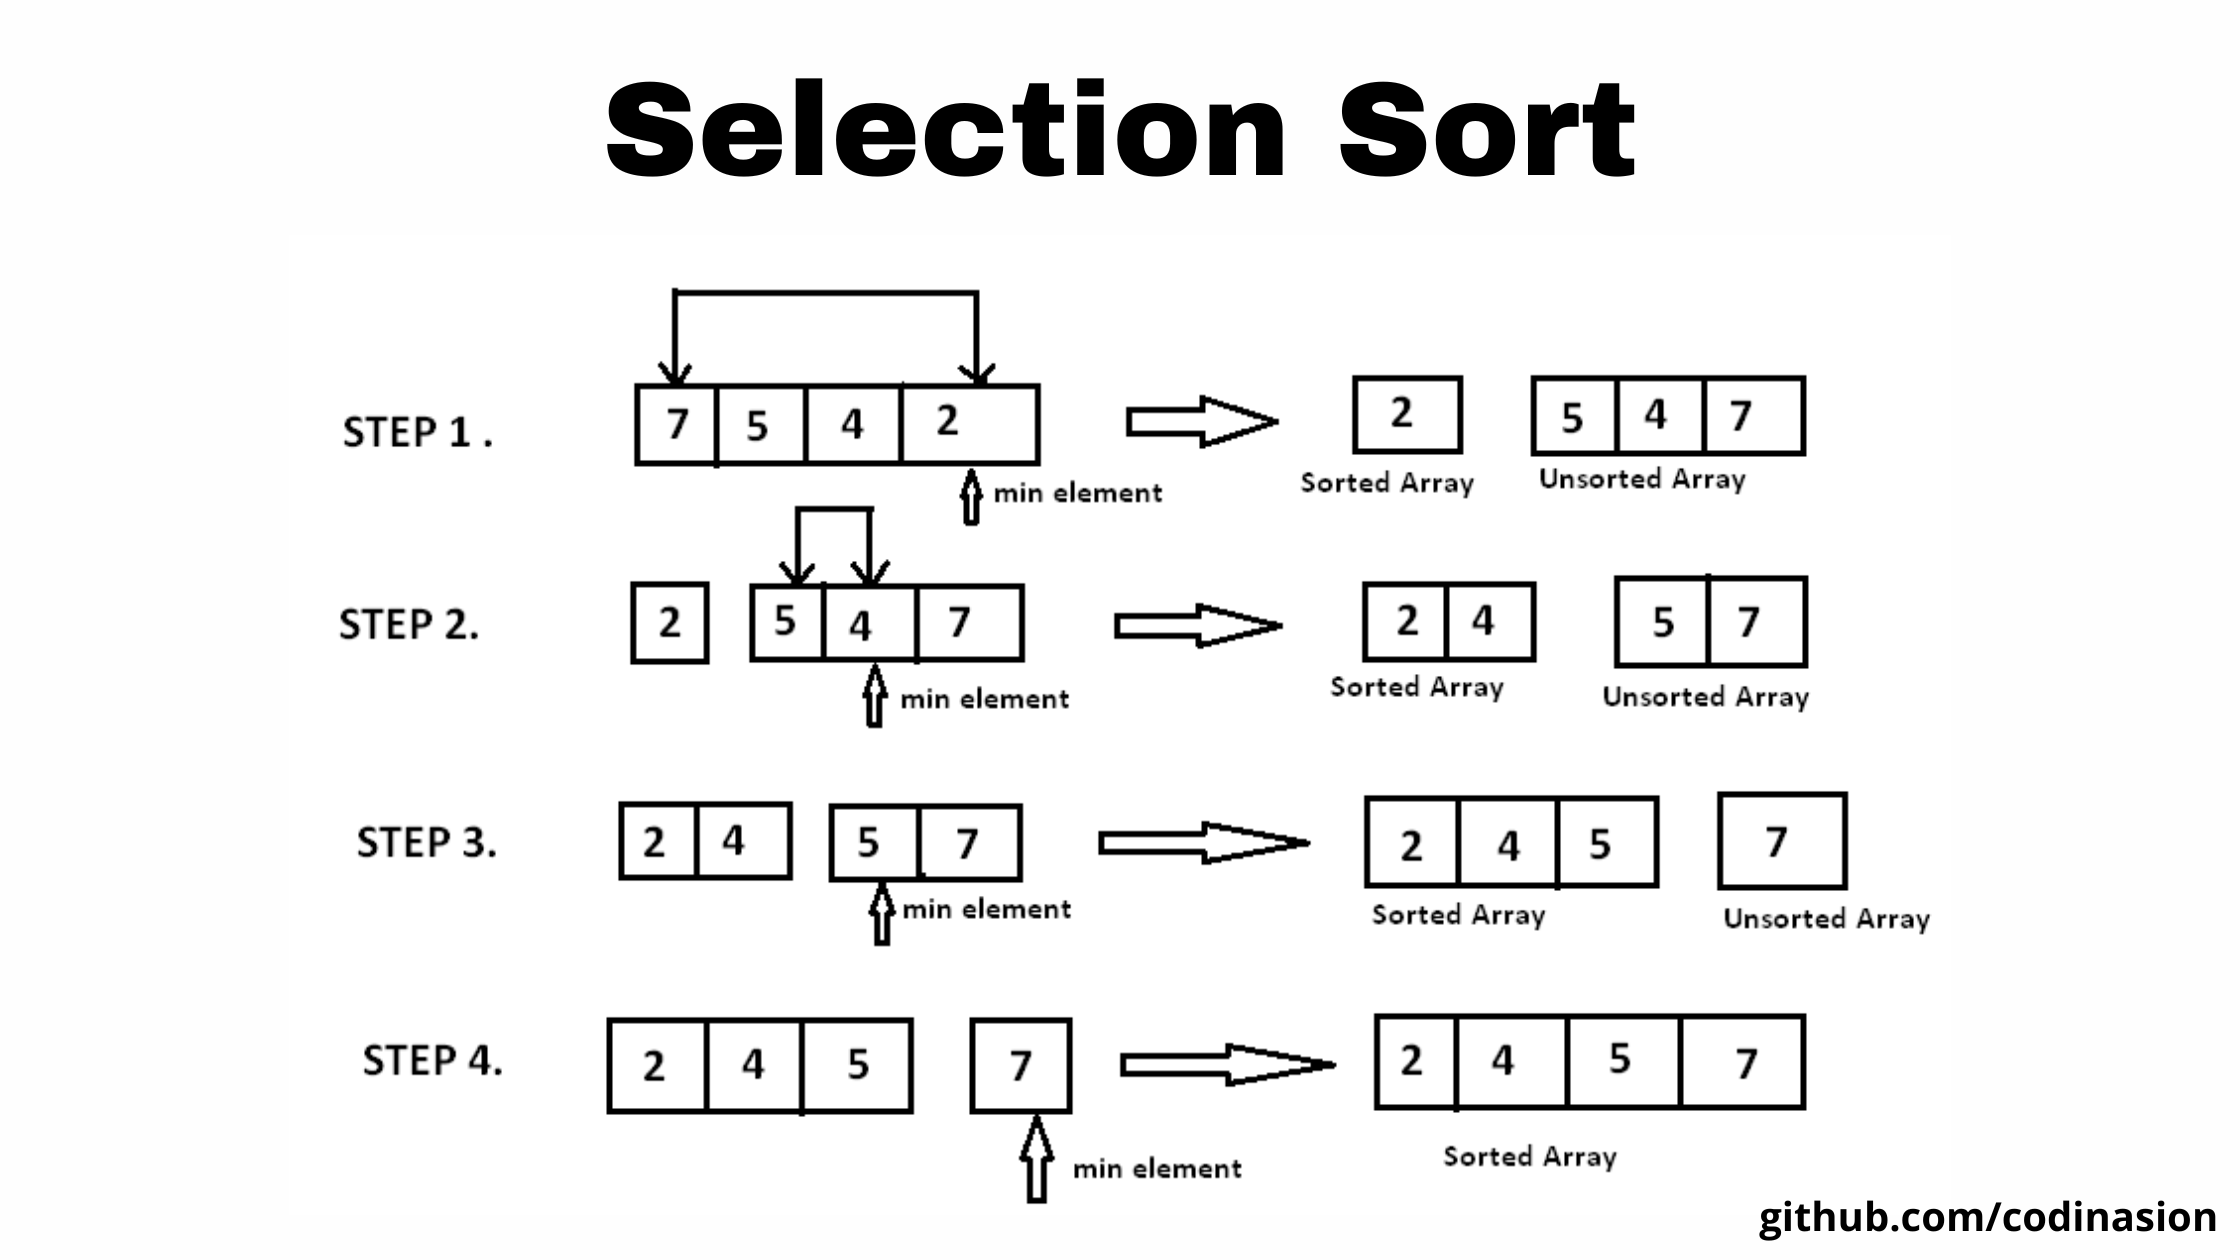 Selection Sort
STEP 1 .
7 5 4 2
2
5 4 7
min element
Sorted Array
Unsorted Array
STEP 2.
2
5 4 7
2 4
5 7
min element
Sorted Array
Unsorted Array
STEP 3.
2 4
5 7
2 4 5
7
min element
Sorted Array
Unsorted Array
STEP 4.
2 4 5
7
2 4 5 7
min element
Sorted Array
github.com/codinasion